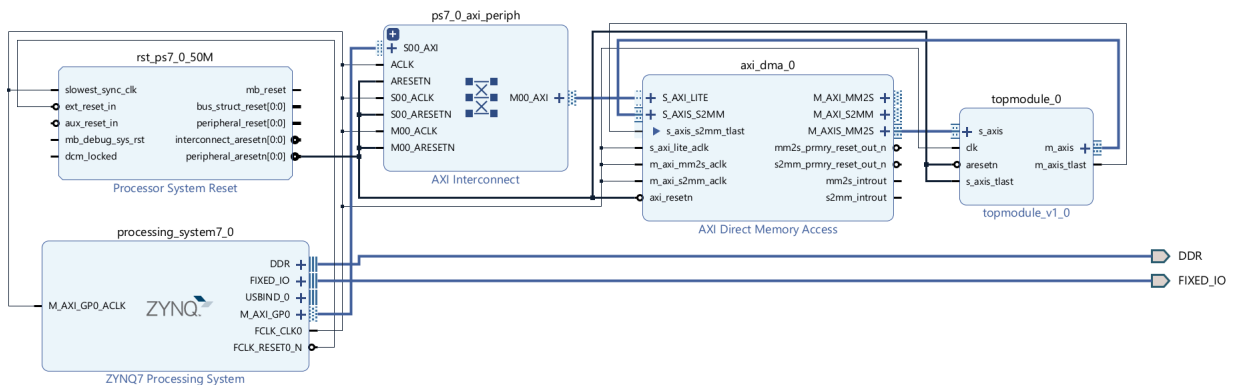 rst_ps7_0_50M
slowest_sync_clk
ext_reset_in
aux_reset_in
mb_debug_sys_rst
dcm_locked
mb_reset
bus_struct_reset[0:0]
peripheral_reset[0:0]
interconnect_aresetn[0:0]
peripheral_aresetn[0:0]
Processor System Reset
ps7_0_axi_periph
S00_AXI
ACLK
ARESETN
S00_ACLK
S00_ARESETN
M00_ACLK
M00_ARESETN
M00_AXI
AXI Interconnect
axi_dma_0
S_AXI_LITE
S_AXIS_S2MM
s_axis_s2mm_tlast
s_axi_lite_aclk
m_axi_mm2s_aclk
m_axi_s2mm_aclk
axi_resetn
M_AXI_MM2S
M_AXI_S2MM
M_AXIS_MM2S
mm2s_prmry_reset_out_n
s2mm_prmry_reset_out_n
mm2s_introut
s2mm_introut
AXI Direct Memory Access
topmodule_0
s_axis
clk
aresetn
s_axis_tlast
m_axis
m_axis_tlast
topmodule_v1_0
processing_system7_0
M_AXI_GP0_ACLK
ZYNQ
DDR
FIXED_IO
USBIND_0
M_AXI_GP0
FCLK_CLK0
FCLK_RESET0_N
ZYNQ7 Processing System
DDR
FIXED_IO